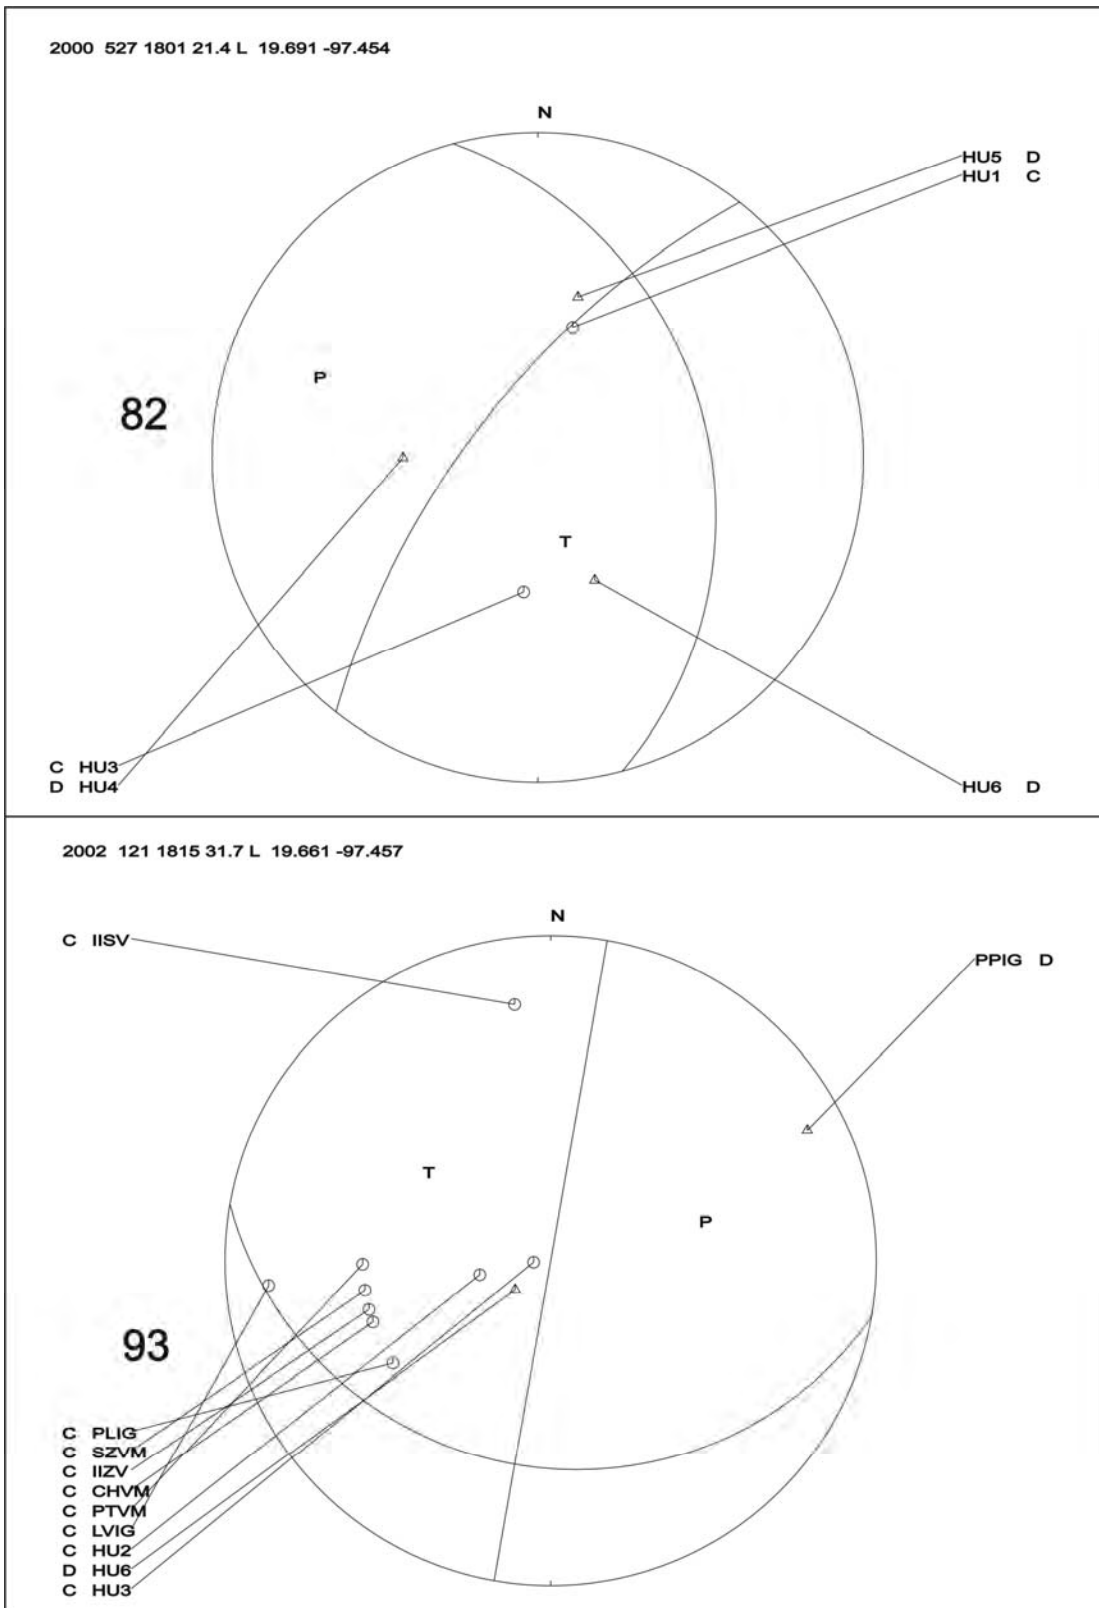 2000 527 1801 21.4 L 19.691 -97.454
N
HU5 D
HU1 C
P
82
T
C HU3
D HU4
HU6 D
2002 121 1815 31.7 L 19.661 -97.457
N
C IISV
PPIG D
T
P
93
C PLIG
C SZVM
C IIZV
C CHVM
C PTVM
C LVIG
C HU2
D HU6
C HU3